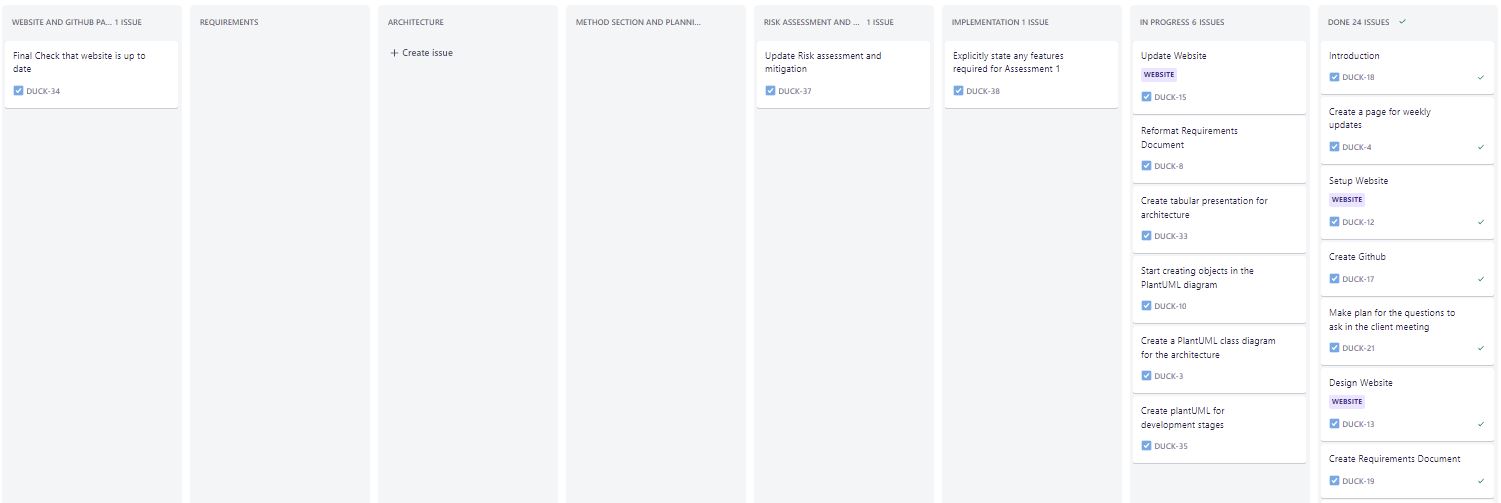 WEBSITE AND GITHUB PA... 1 ISSUE
Final Check that website is up to
date
DUCK-34
REQUIREMENTS
ARCHITECTURE
+ Create issue
METHOD SECTION AND PLANNI...
RISK ASSESSMENT AND ... 1 ISSUE
Update Risk assessment and
mitigation
DUCK-37
IMPLEMENTATION 1 ISSUE
Explicitly state any features
required for Assessment 1
DUCK-38
IN PROGRESS 6 ISSUES
Update Website
WEBSITE
DUCK-15
Reformat Requirements
Document
DUCK-8
Create tabular presentation for
architecture
DUCK-33
Start creating objects in the
PlantUML diagram
DUCK-10
Create a PlantUML class diagram
for the architecture
DUCK-3
Create plantUML for
development stages
DUCK-35
DONE 24 ISSUES
Introduction
DUCK-18
Create a page for weekly
updates
DUCK-4
Setup Website
WEBSITE
DUCK-12
Create Github
DUCK-17
Make plan for the questions to
ask in the client meeting
DUCK-21
Design Website
WEBSITE
DUCK-13
Create Requirements Document
DUCK-19